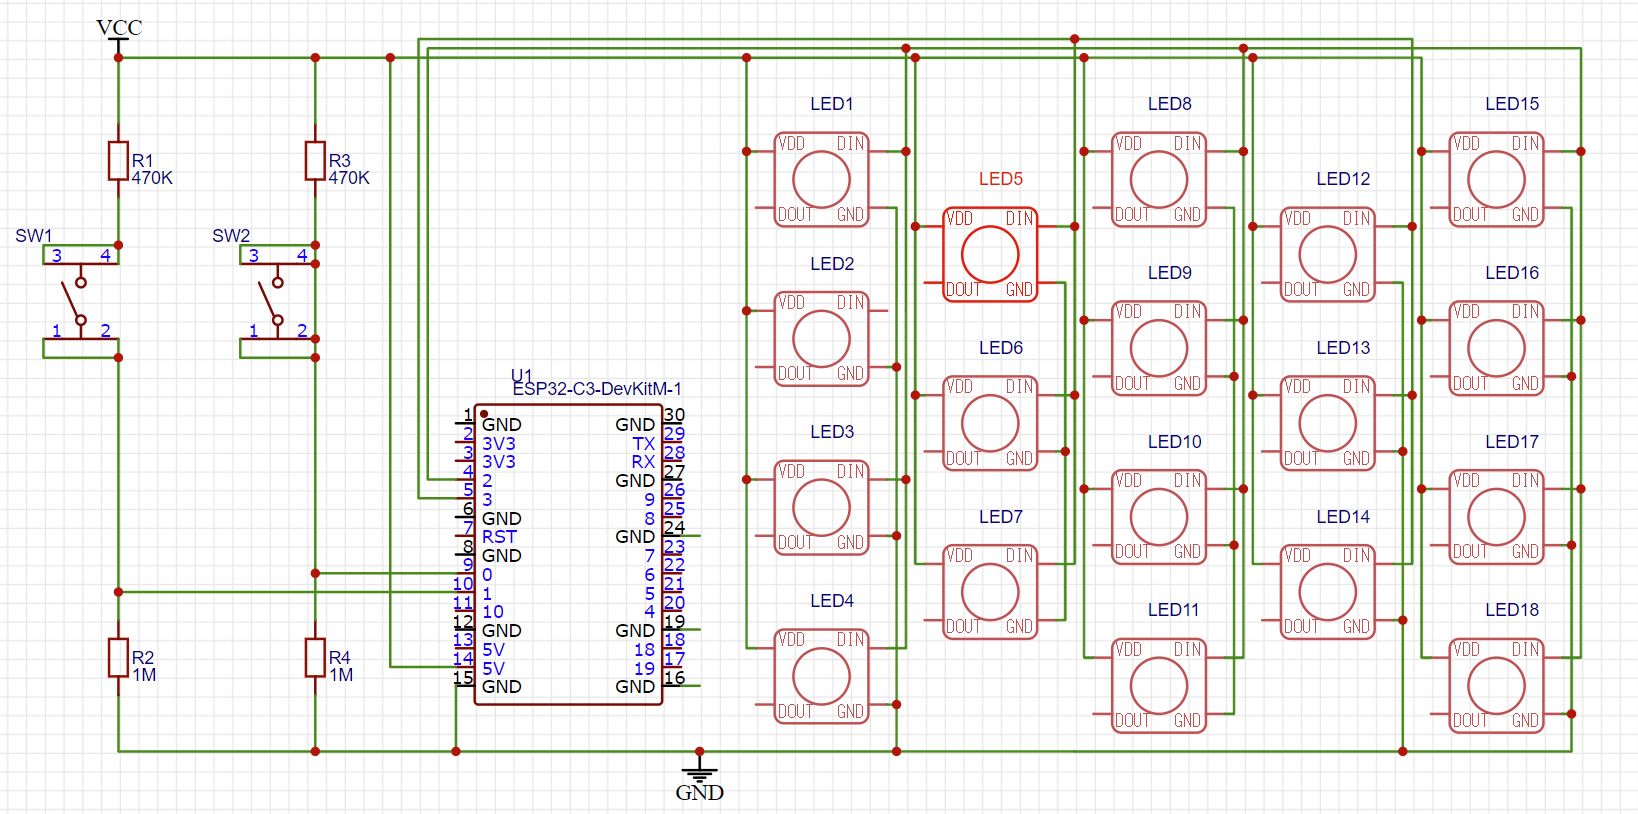 VCC
R1
470K
R3
470K
SW1
3 4
1 2
SW2
3 4
1 2
R2
1M
R4
1M
U1
ESP32-C3-DevKitM-1
1 GND
2 3V3
3 3V3
4 2
5 3
6 GND
7 RST
8 GND
9 0
10 1
11 10
12 GND
13 5V
14 5V
15 GND
GND 30
TX 29
RX 28
GND 27
9 26
8 25
GND 24
7 23
6 22
5 21
4 20
GND 19
18 18
19 17
GND 16
GND
LED1
VDD DIN
DOUT GND
LED2
VDD DIN
DOUT GND
LED3
VDD DIN
DOUT GND
LED4
VDD DIN
DOUT GND
LED5
VDD DIN
DOUT GND
LED6
VDD DIN
DOUT GND
LED7
VDD DIN
DOUT GND
LED8
VDD DIN
DOUT GND
LED9
VDD DIN
DOUT GND
LED10
VDD DIN
DOUT GND
LED11
VDD DIN
DOUT GND
LED12
VDD DIN
DOUT GND
LED13
VDD DIN
DOUT GND
LED14
VDD DIN
DOUT GND
LED15
VDD DIN
DOUT GND
LED16
VDD DIN
DOUT GND
LED17
VDD DIN
DOUT GND
LED18
VDD DIN
DOUT GND